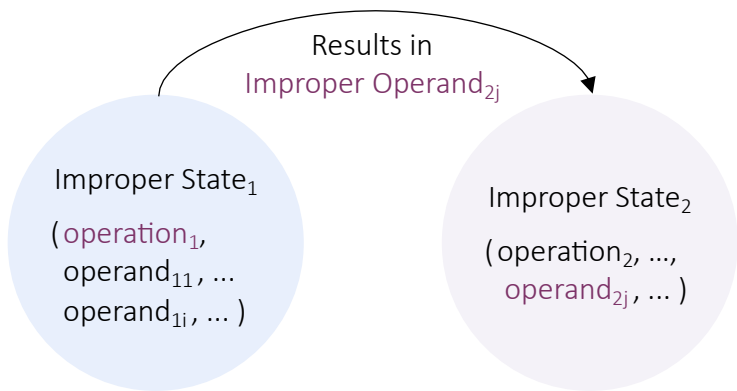 Results in
Improper Operand₂ⱼ
Improper State₁
(operation₁,
operand₁₁, ...
operand₁ᵢ, ... )
Improper State₂
(operation₂, ...,
operand₂ⱼ, ... )